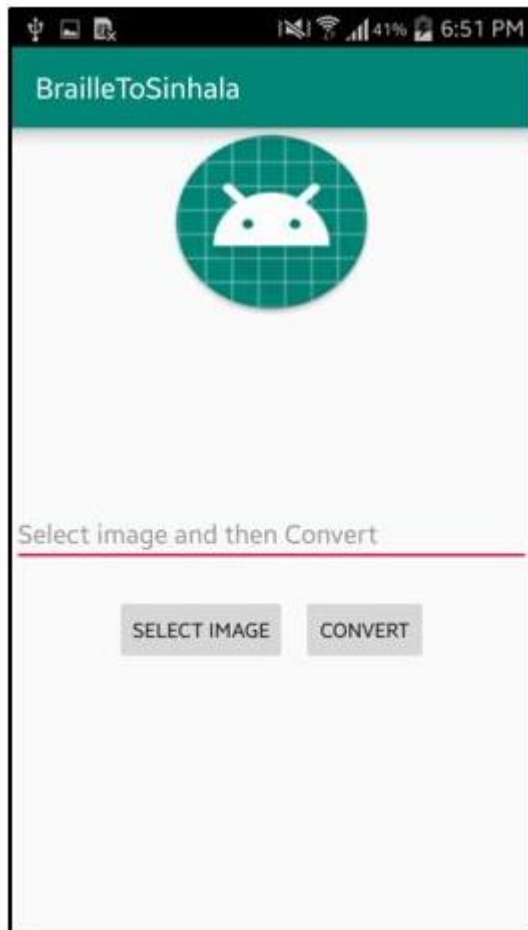 41% 6:51 PM
BrailleToSinhala
Select image and then Convert
SELECT IMAGE CONVERT